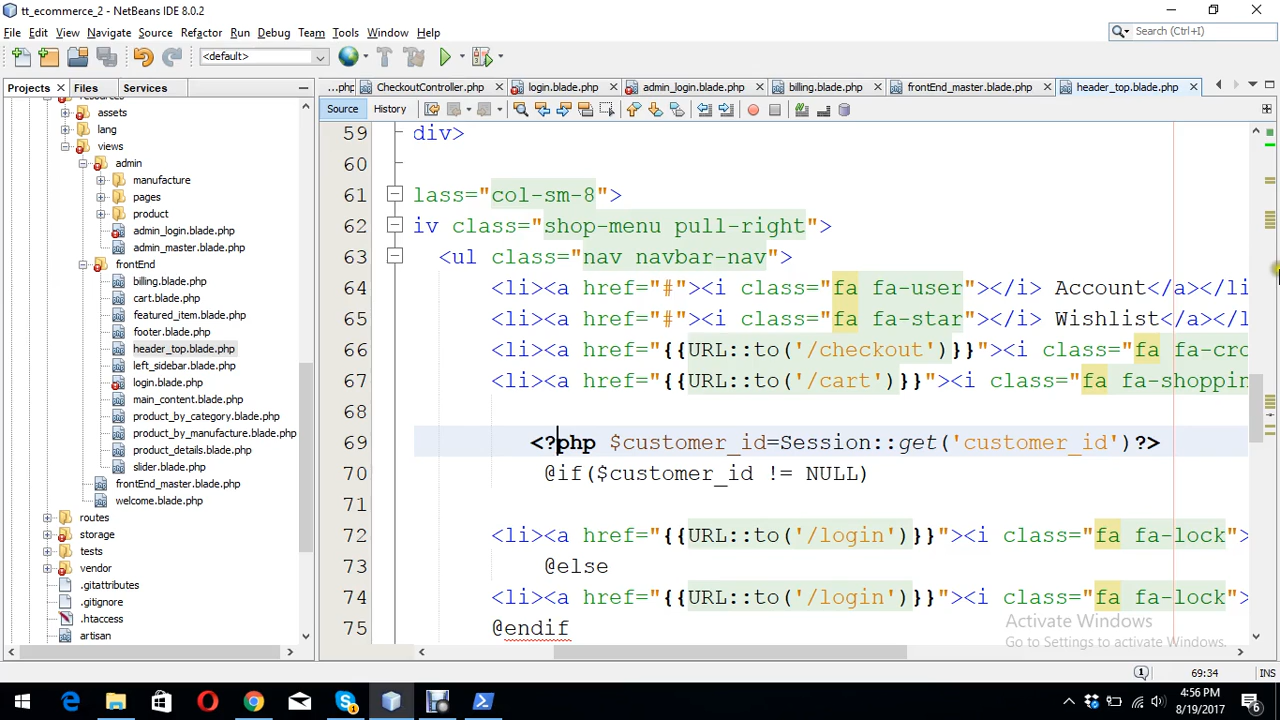 tt_ecommerce_2 - NetBeans IDE 8.0.2
File Edit View Navigate Source Refactor Run Debug Team Tools Window Help
Search (Ctrl+I)
<default>
Projects Files Services
...php CheckoutController.php login.blade.php admin_login.blade.php billing.blade.php frontEnd_master.blade.php header_top.blade.php
Source History
assets
lang
views
admin
manufacture
pages
product
admin_login.blade.php
admin_master.blade.php
frontEnd
billing.blade.php
cart.blade.php
featured_item.blade.php
footer.blade.php
header_top.blade.php
left_sidebar.blade.php
login.blade.php
main_content.blade.php
product_by_category.blade.php
product_by_manufacture.blade.php
product_details.blade.php
slider.blade.php
frontEnd_master.blade.php
welcome.blade.php
routes
storage
tests
vendor
.gitattributes
.gitignore
.htaccess
artisan
59 div>
60
61 lass="col-sm-8">
62 iv class="shop-menu pull-right">
63 <ul class="nav navbar-nav">
64 <li><a href="#"><i class="fa fa-user"></i> Account</a></li
65 <li><a href="#"><i class="fa fa-star"></i> Wishlist</a></l
66 <li><a href="{{URL::to('/checkout')}}"><i class="fa fa-cro
67 <li><a href="{{URL::to('/cart')}}"><i class="fa fa-shoppin
68
69 <?php $customer_id=Session::get('customer_id')?>
70 @if($customer_id != NULL)
71
72 <li><a href="{{URL::to('/login')}}"><i class="fa fa-lock">
73 @else
74 <li><a href="{{URL::to('/login')}}"><i class="fa fa-lock">
75 @endif
Activate Windows
Go to Settings to activate Windows.
1 69:34 INS
4:56 PM
8/19/2017
6